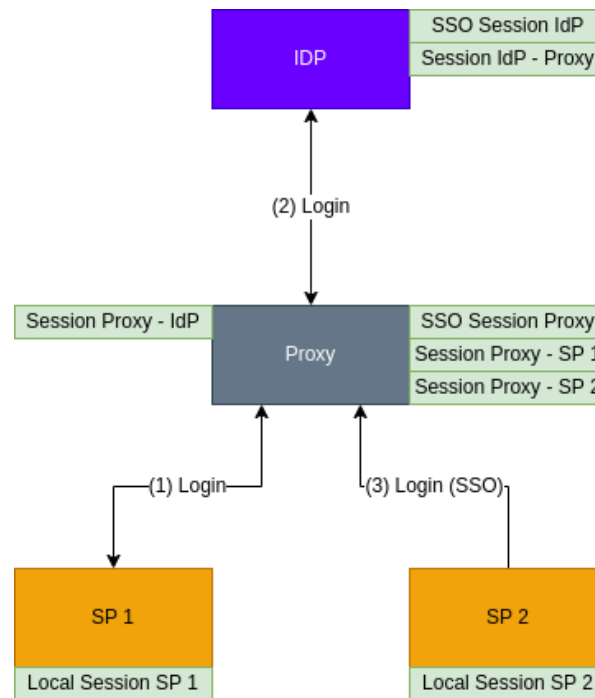 SSO Session IdP
IDP
Session IdP - Proxy
(2) Login
Session Proxy - IdP
SSO Session Proxy
Proxy
Session Proxy - SP 1
Session Proxy - SP 2
(1) Login
(3) Login (SSO)
SP 1
SP 2
Local Session SP 1
Local Session SP 2